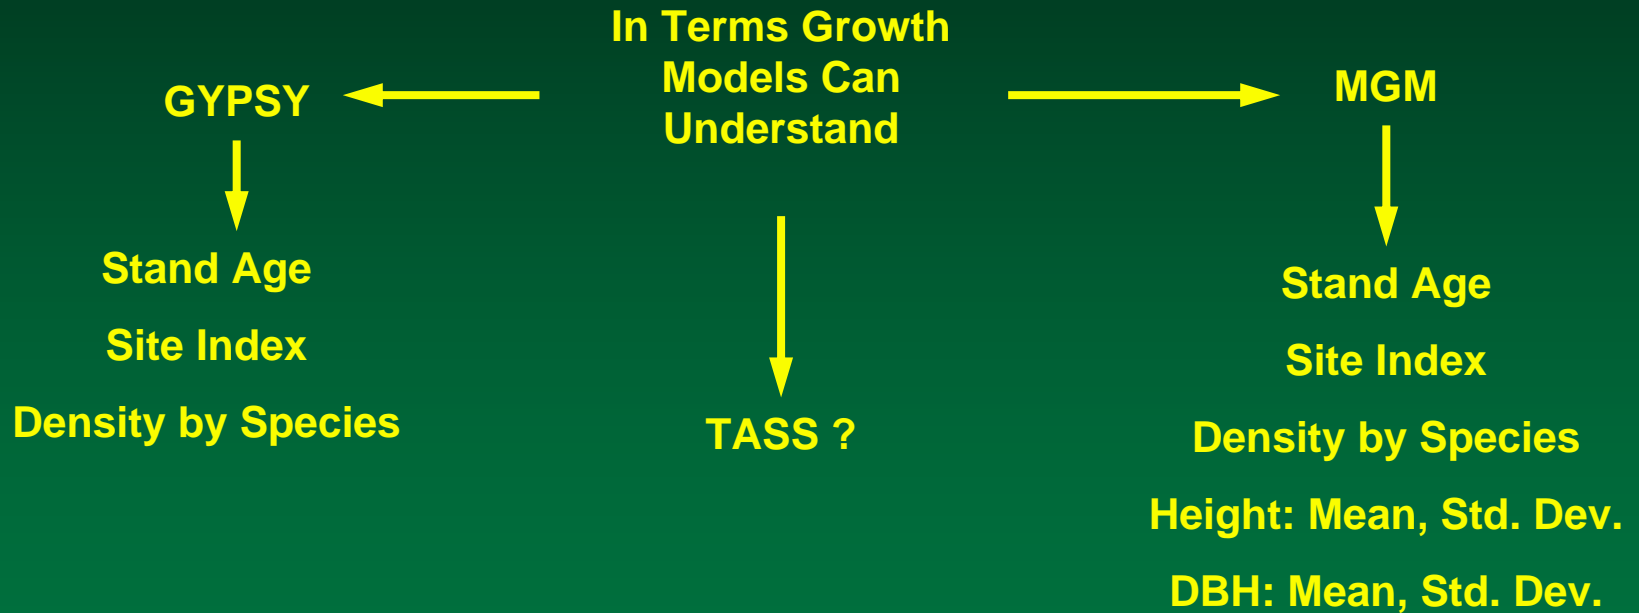 In Terms Growth
Models Can
Understand
GYPSY
Stand Age
Site Index
Density by Species
TASS ?
MGM
Stand Age
Site Index
Density by Species
Height: Mean, Std. Dev.
DBH: Mean, Std. Dev.